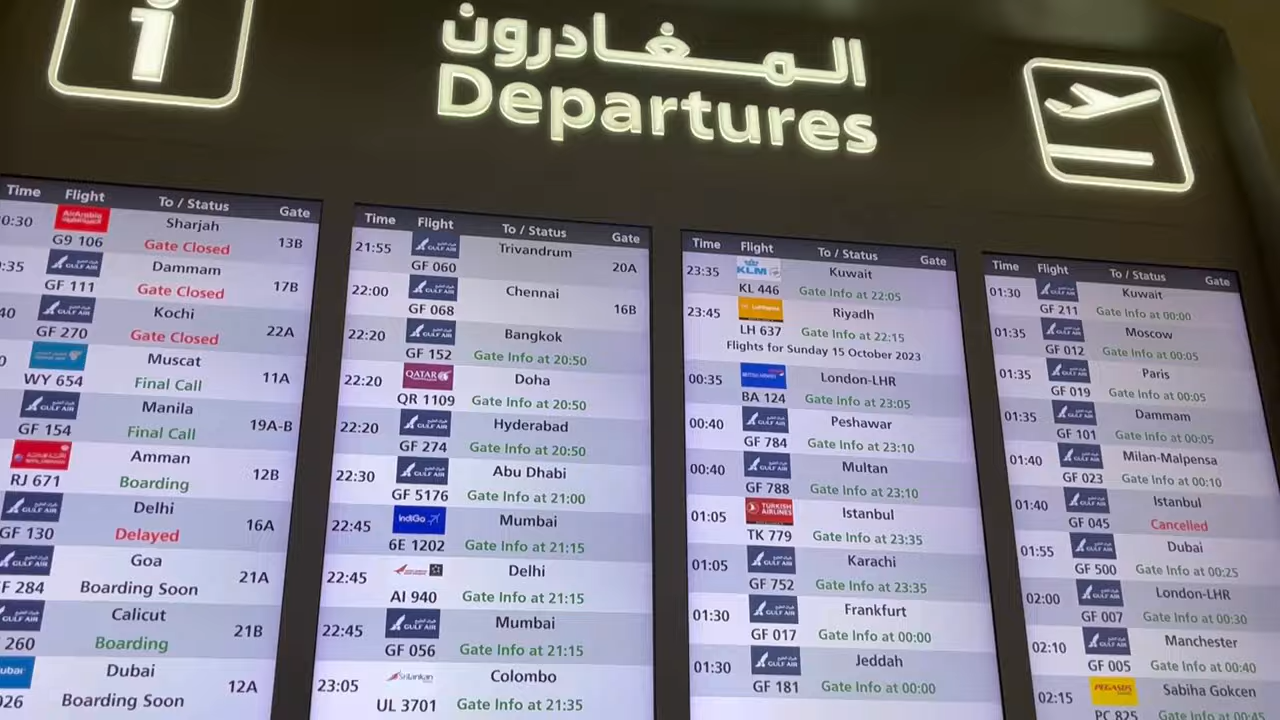 المغادرون
Departures
Time Flight To / Status Gate
Sharjah
G9 106 Gate Closed 13B
Dammam
GF 111 Gate Closed 17B
Kochi
GF 270 Gate Closed 22A
Muscat
WY 654 Final Call 11A
Manila
GF 154 Final Call 19A-B
Amman
RJ 671 Boarding 12B
Delhi
GF 130 Delayed 16A
Goa
284 Boarding Soon 21A
Calicut
260 Boarding 21B
Dubai
Boarding Soon 12A
Time Flight To / Status Gate
21:55 GULF AIR Trivandrum
GF 060 20A
22:00 GULF AIR Chennai
GF 068 16B
22:20 GULF AIR Bangkok
GF 152 Gate Info at 20:50
22:20 QATAR Doha
QR 1109 Gate Info at 20:50
22:20 GULF AIR Hyderabad
GF 274 Gate Info at 20:50
22:30 GULF AIR Abu Dhabi
GF 5176 Gate Info at 21:00
22:45 IndiGo Mumbai
6E 1202 Gate Info at 21:15
22:45 Delhi
AI 940 Gate Info at 21:15
22:45 GULF AIR Mumbai
GF 056 Gate Info at 21:15
23:05 SriLankan Colombo
UL 3701 Gate Info at 21:35
Time Flight To / Status Gate
23:35 KLM Kuwait
KL 446 Gate Info at 22:05
23:45 Lufthansa Riyadh
LH 637 Gate Info at 22:15
Flights for Sunday 15 October 2023
00:35 BRITISH AIRWAYS London-LHR
BA 124 Gate Info at 23:05
00:40 GULF AIR Peshawar
GF 784 Gate Info at 23:10
00:40 GULF AIR Multan
GF 788 Gate Info at 23:10
01:05 TURKISH AIRLINES Istanbul
TK 779 Gate Info at 23:35
01:05 GULF AIR Karachi
GF 752 Gate Info at 23:35
01:30 GULF AIR Frankfurt
GF 017 Gate Info at 00:00
01:30 GULF AIR Jeddah
GF 181 Gate Info at 00:00
Time Flight To / Status Gate
01:30 GULF AIR Kuwait
GF 211 Gate Info at 00:00
01:35 GULF AIR Moscow
GF 012 Gate Info at 00:05
01:35 GULF AIR Paris
GF 019 Gate Info at 00:05
01:35 GULF AIR Dammam
GF 101 Gate Info at 00:05
01:40 GULF AIR Milan-Malpensa
GF 023 Gate Info at 00:10
01:40 GULF AIR Istanbul
GF 045 Cancelled
01:55 GULF AIR Dubai
GF 500 Gate Info at 00:25
02:00 GULF AIR London-LHR
GF 007 Gate Info at 00:30
02:10 GULF AIR Manchester
GF 005 Gate Info at 00:40
02:15 PEGASUS Sabiha Gokcen
PC 825 Gate Info at 00:45